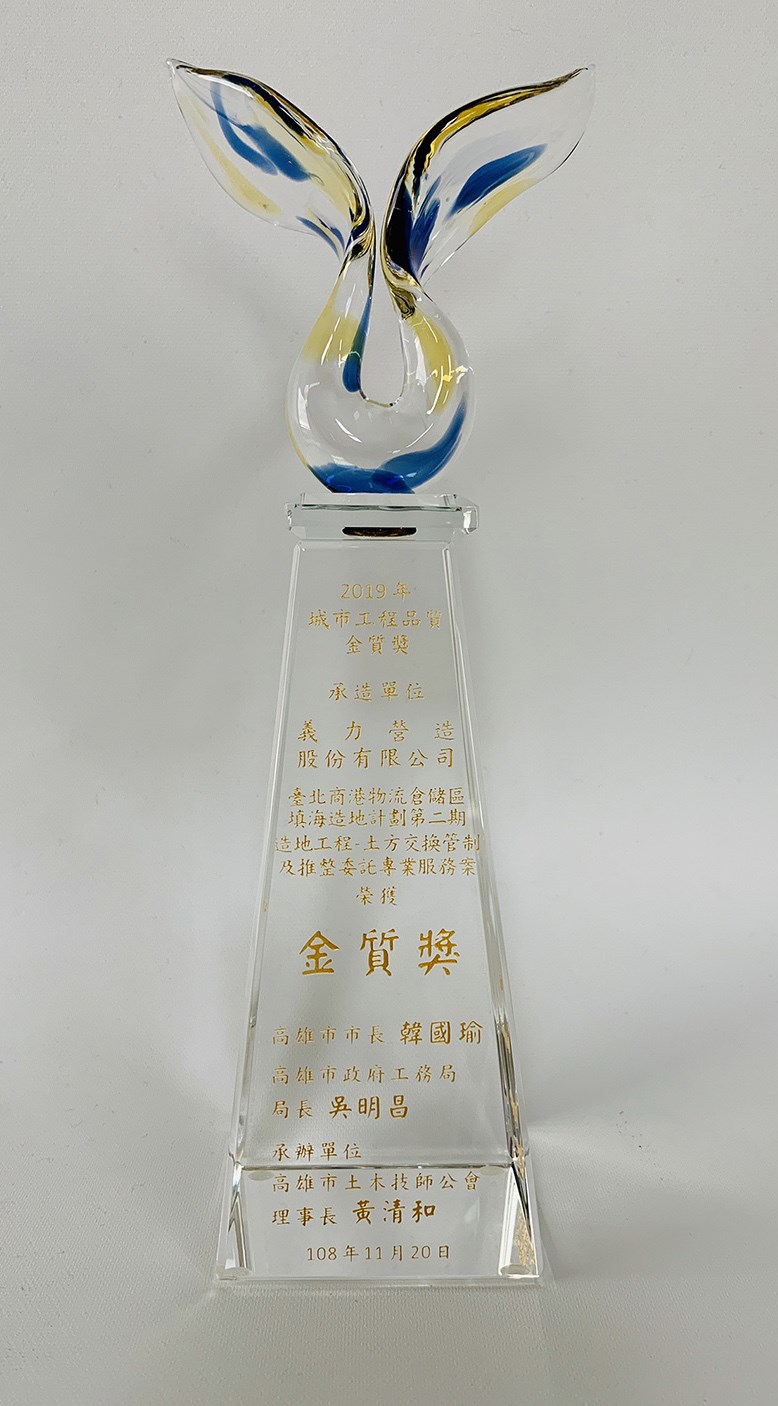 2019年
城市工程品質
金質獎
承造單位
義力營造
股份有限公司
臺北商港物流倉儲區
填海造地計劃第二期
造地工程-土方交換管制
及推整委託專業服務案
榮獲
金質獎
高雄市市長 韓國瑜
高雄市政府工務局
局長 吳明昌
承辦單位
高雄市土木技師公會
理事長 黃清和
108年11月20日